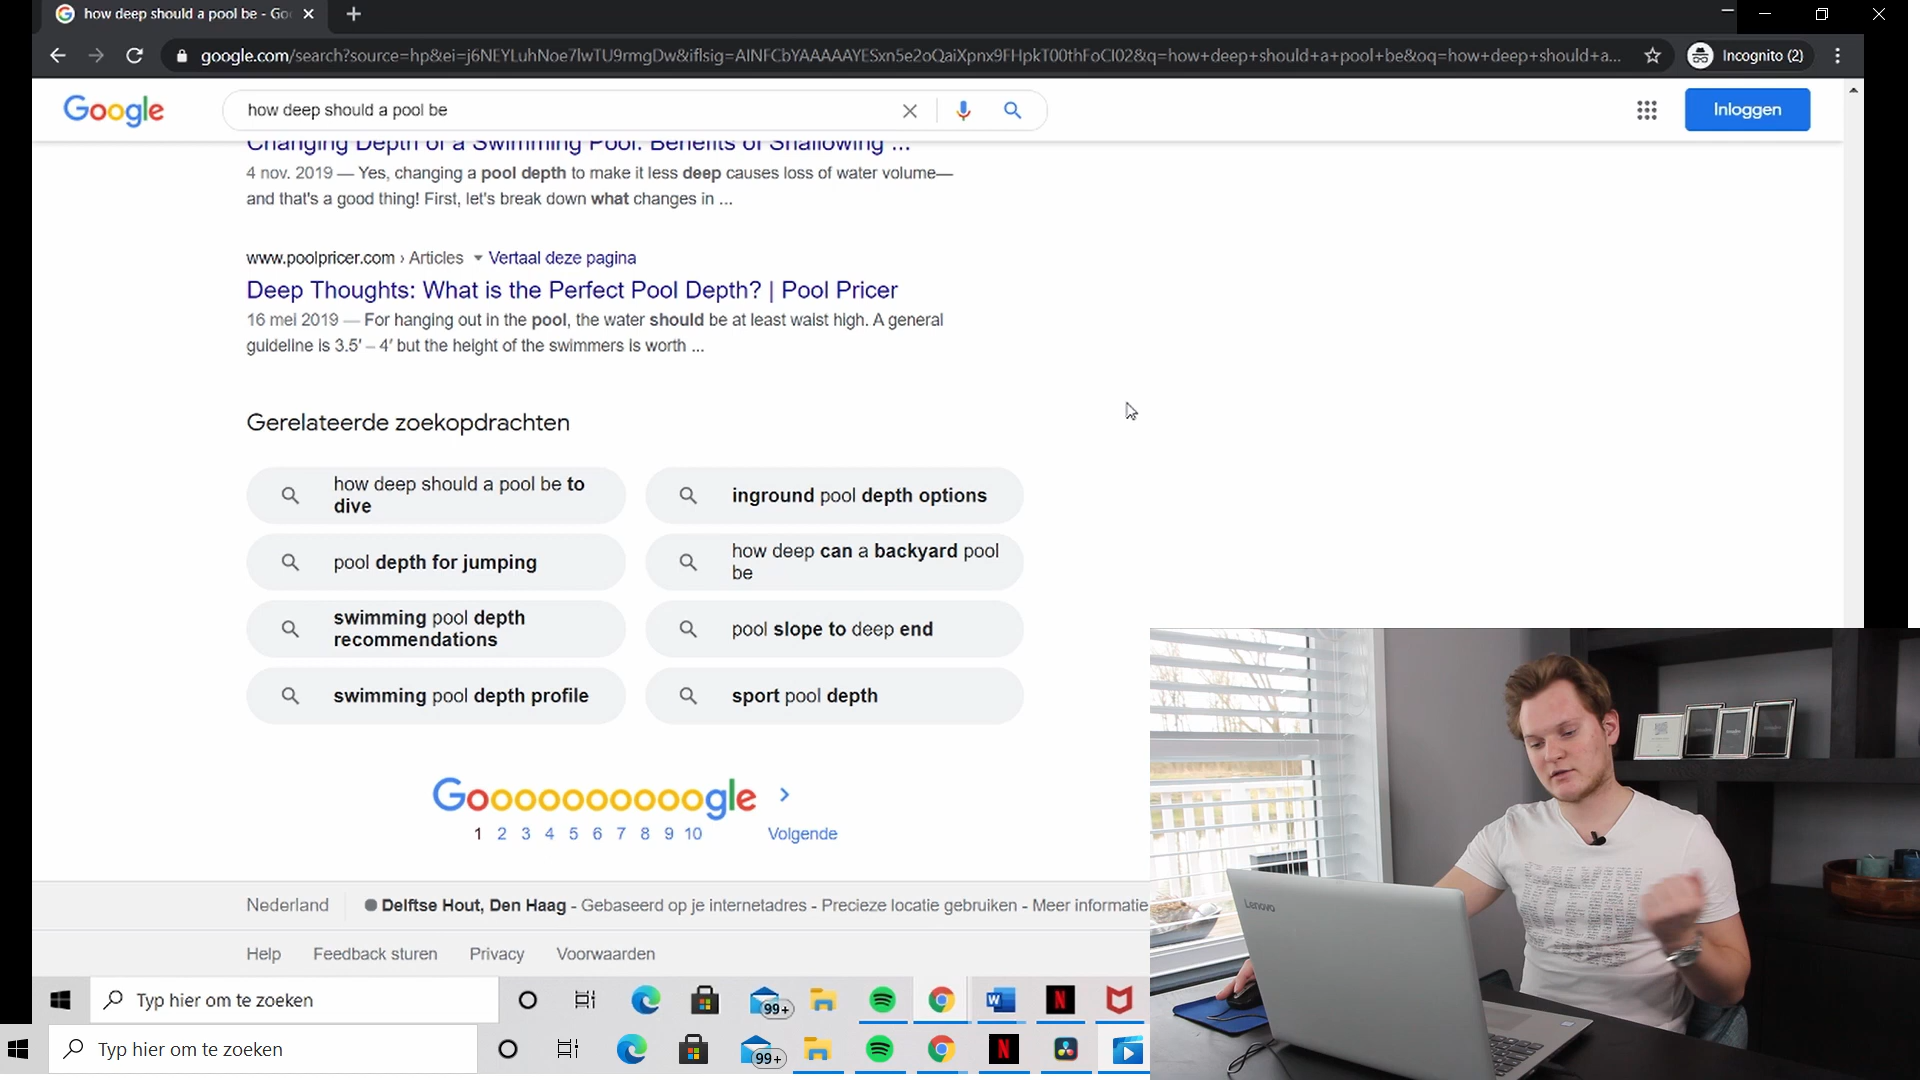 how deep should a pool be - Go
google.com/search?source=hp&ei=j6NEYLuhNoe7lwTU9rmgDw&iflsig=AINFCbYAAAAAYESxn5e2oQaiXpnx9FHpkT00thFoCI02&q=how+deep+should+a+pool+be&oq=how+deep+should+a...
Incognito (2)
Google
how deep should a pool be
Inloggen
Changing Depth of a Swimming Pool: Benefits of Shallowing ...
4 nov. 2019 — Yes, changing a pool depth to make it less deep causes loss of water volume—
and that's a good thing! First, let's break down what changes in ...
www.poolpricer.com › Articles Vertaal deze pagina
Deep Thoughts: What is the Perfect Pool Depth? | Pool Pricer
16 mei 2019 — For hanging out in the pool, the water should be at least waist high. A general
guideline is 3.5′ – 4′ but the height of the swimmers is worth ...
Gerelateerde zoekopdrachten
how deep should a pool be to
dive
inground pool depth options
pool depth for jumping
how deep can a backyard pool
be
swimming pool depth
recommendations
pool slope to deep end
swimming pool depth profile
sport pool depth
Goooooooooogle
1 2 3 4 5 6 7 8 9 10 Volgende
Nederland
Delftse Hout, Den Haag - Gebaseerd op je internetadres - Precieze locatie gebruiken - Meer informatie
Help Feedback sturen Privacy Voorwaarden
Typ hier om te zoeken
99+
Typ hier om te zoeken
99+
Lenovo